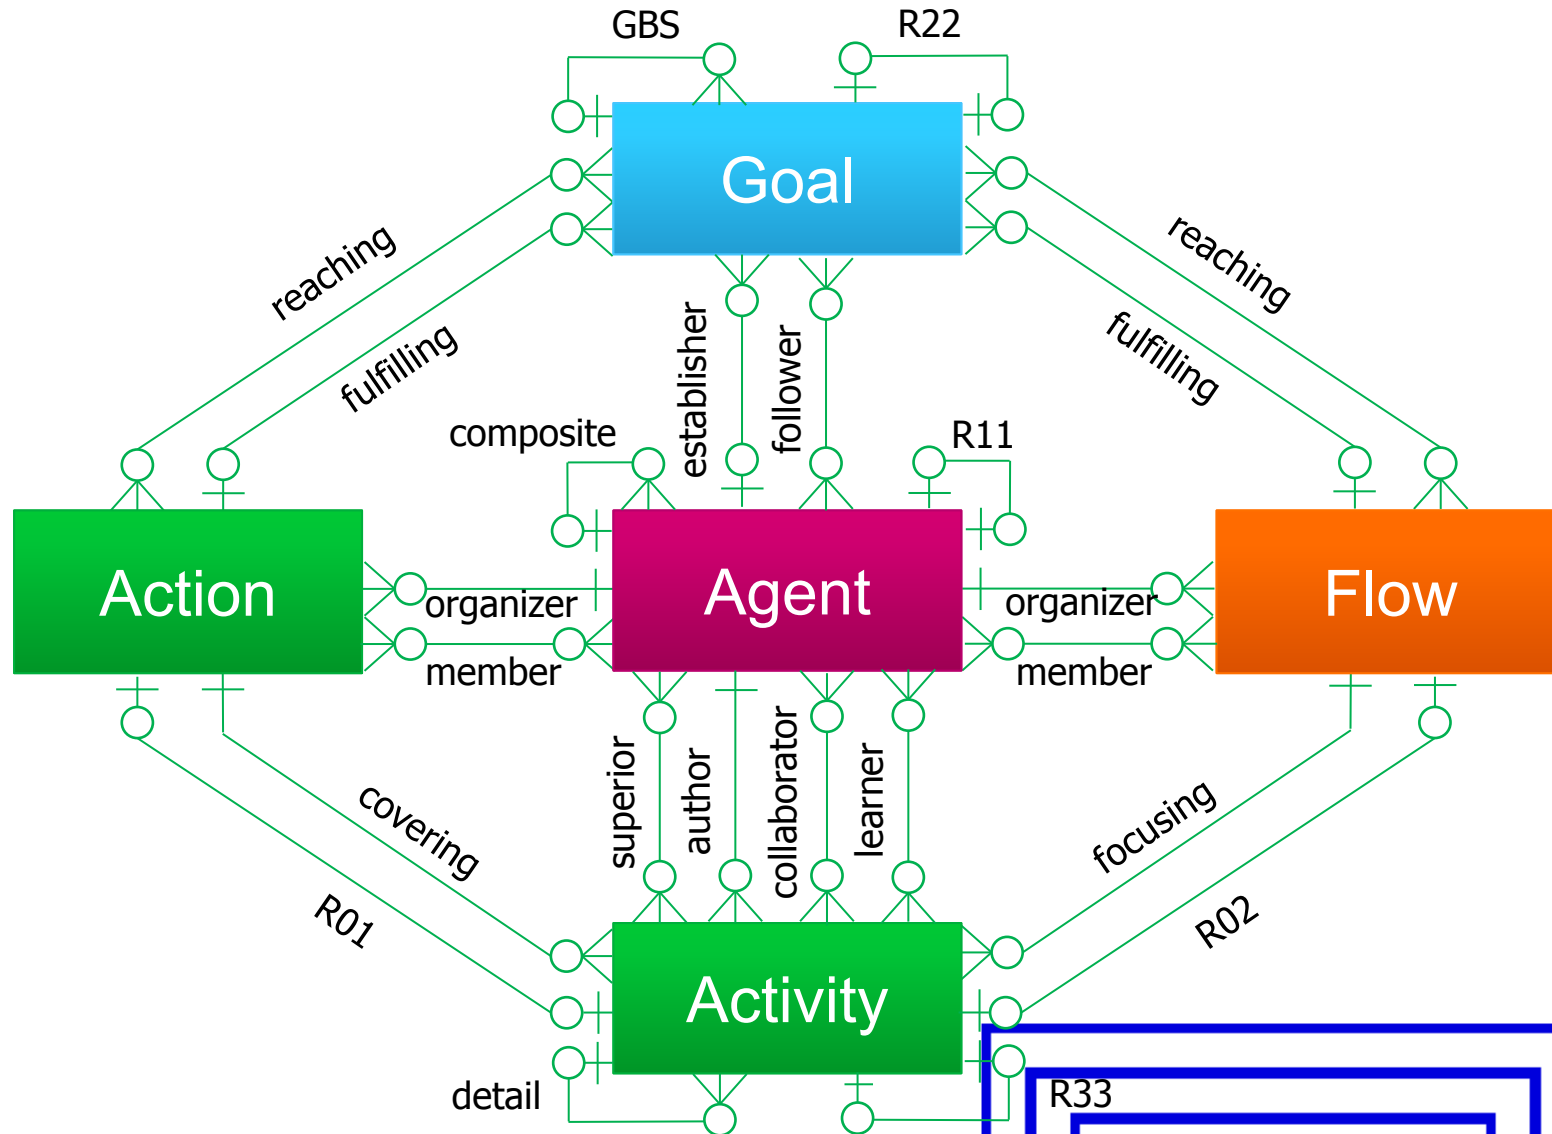 GBS
R22
Goal
reaching
fulfilling
establisher
follower
reaching
fulfilling
composite
R11
Action
Agent
Flow
organizer
member
organizer
member
superior
author
collaborator
learner
covering
R01
focusing
R02
Activity
detail
R33